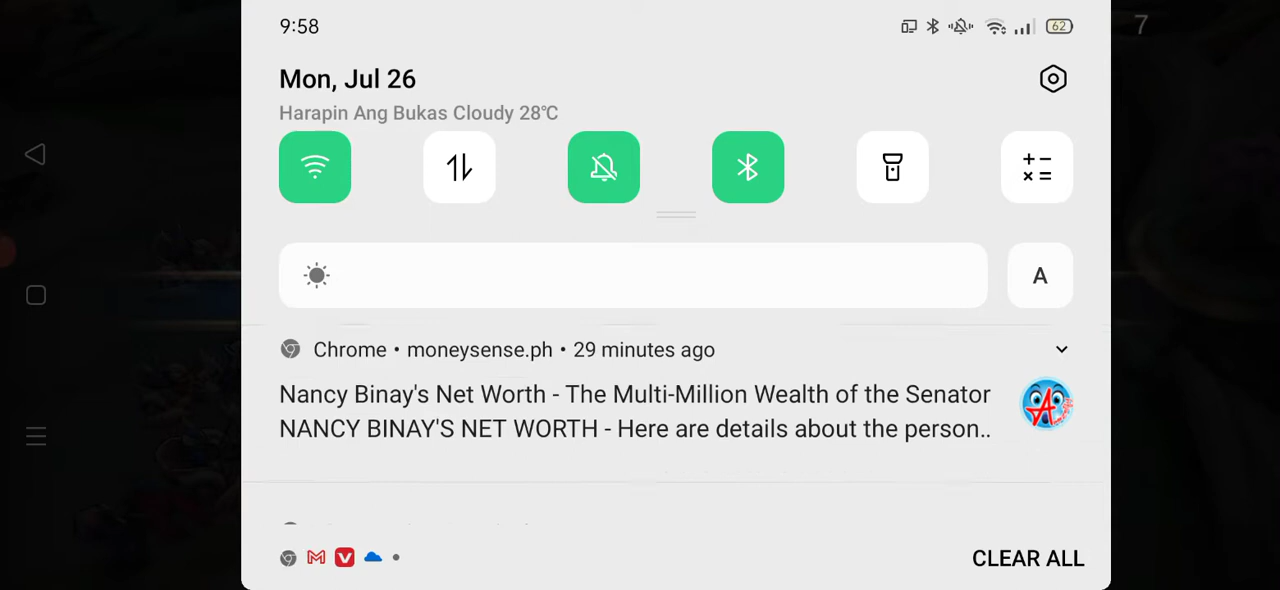 9:58
62
7
Mon, Jul 26
Harapin Ang Bukas Cloudy 28°C
A
Chrome • moneysense.ph • 29 minutes ago
Nancy Binay's Net Worth - The Multi-Million Wealth of the Senator
NANCY BINAY'S NET WORTH - Here are details about the person..
CLEAR ALL